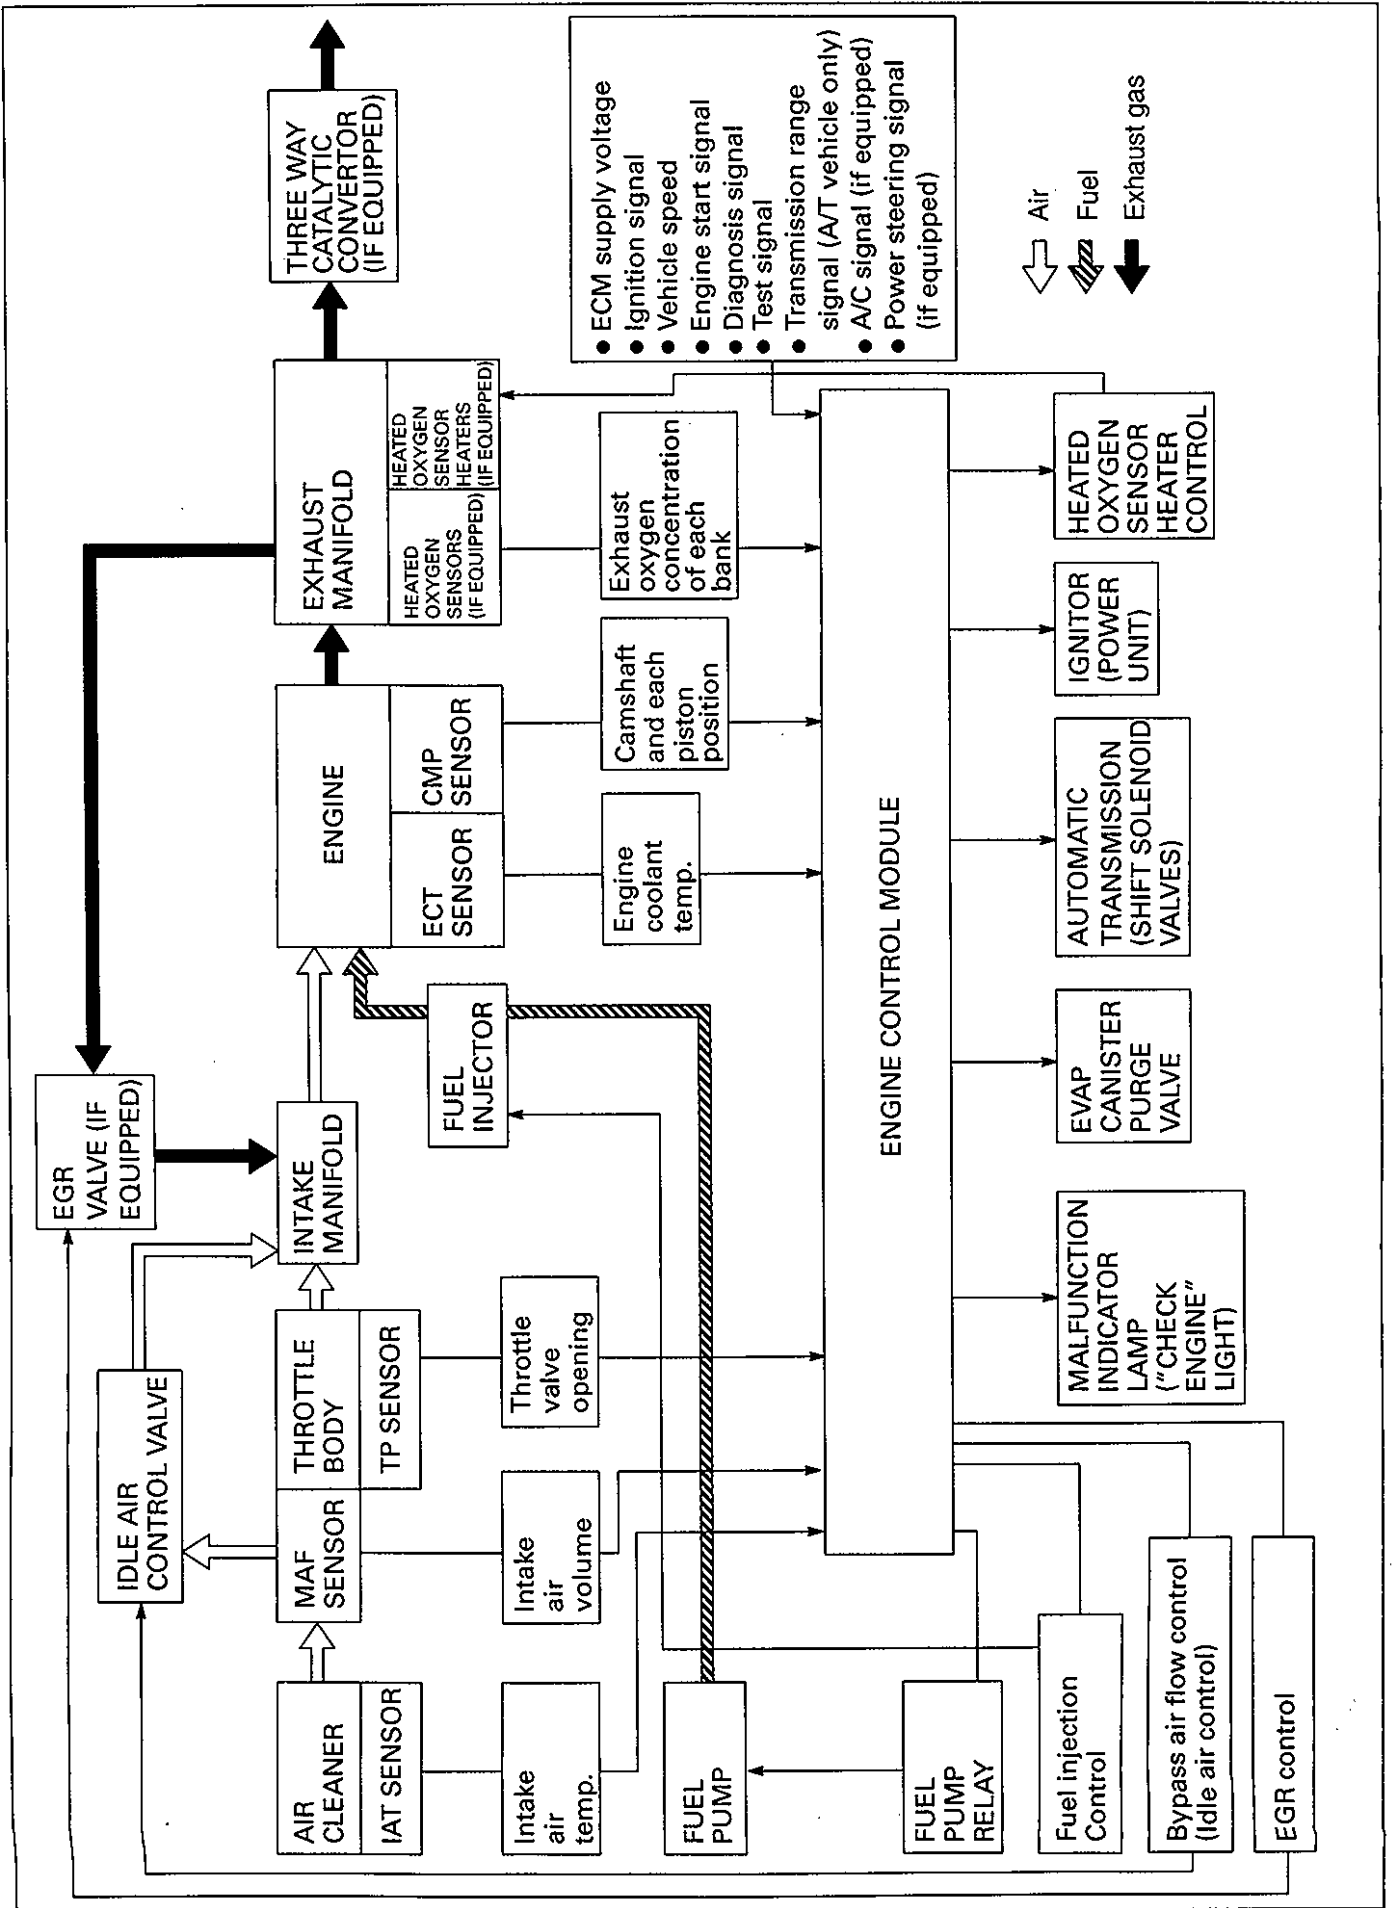 EGR
VALVE (IF
EQUIPPED)
IDLE AIR
CONTROL VALVE
AIR
CLEANER
IAT SENSOR
MAF
SENSOR
THROTTLE
BODY
TP SENSOR
INTAKE
MANIFOLD
ENGINE
ECT
SENSOR
CMP
SENSOR
EXHAUST
MANIFOLD
HEATED
OXYGEN
SENSORS
(IF EQUIPPED)
HEATED
OXYGEN
SENSOR
HEATERS
(IF EQUIPPED)
THREE WAY
CATALYTIC
CONVERTOR
(IF EQUIPPED)
FUEL
INJECTOR
Intake
air
temp.
Intake
air
volume
Throttle
valve
opening
Engine
coolant
temp.
Camshaft
and each
piston
position
Exhaust
oxygen
concentration
of each
bank
● ECM supply voltage
● Ignition signal
● Vehicle speed
● Engine start signal
● Diagnosis signal
● Test signal
● Transmission range
signal (A/T vehicle only)
● A/C signal (if equipped)
● Power steering signal
(if equipped)
FUEL
PUMP
ENGINE CONTROL MODULE
FUEL
PUMP
RELAY
Fuel injection
Control
Bypass air flow control
(Idle air control)
EGR control
MALFUNCTION
INDICATOR
LAMP
("CHECK
ENGINE"
LIGHT)
EVAP
CANISTER
PURGE
VALVE
AUTOMATIC
TRANSMISSION
(SHIFT SOLENOID
VALVES)
IGNITOR
(POWER
UNIT)
HEATED
OXYGEN
SENSOR
HEATER
CONTROL
Air
Fuel
Exhaust gas